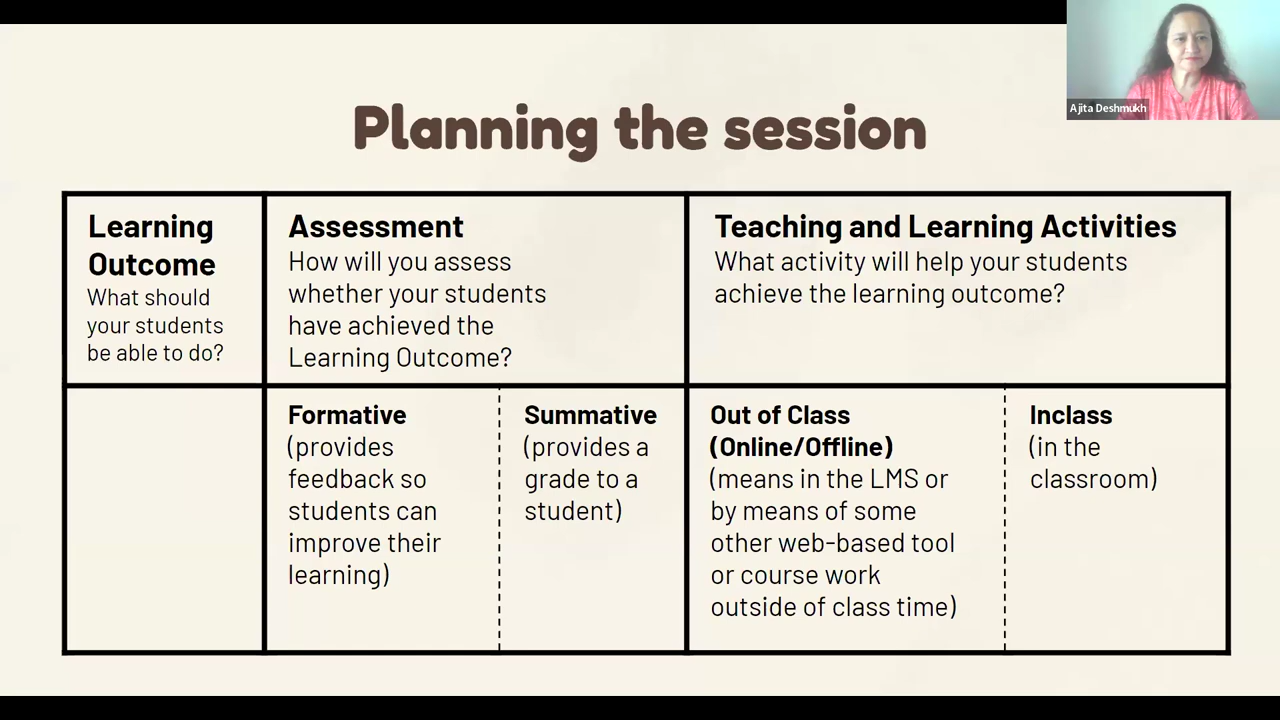 Ajita Deshmukh
Planning the session
Learning
Outcome
What should
your students
be able to do?
Assessment
How will you assess
whether your students
have achieved the
Learning Outcome?
Teaching and Learning Activities
What activity will help your students
achieve the learning outcome?
Formative
(provides
feedback so
students can
improve their
learning)
Summative
(provides a
grade to a
student)
Out of Class
(Online/Offline)
(means in the LMS or
by means of some
other web-based tool
or course work
outside of class time)
Inclass
(in the
classroom)